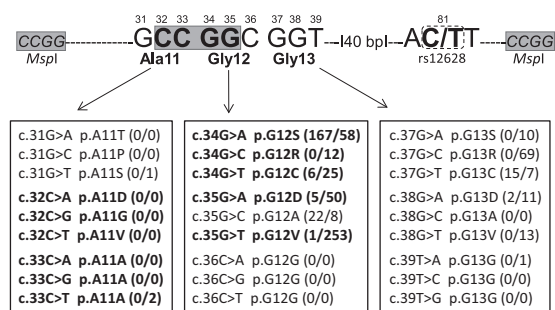 31 32 33 34 35 36 37 38 39 81
CCGG GCC GGC GGT I40 bpI AC/TT CCGG
MspI Ala11 Gly12 Gly13 rs12628 MspI
c.31G>A p.A11T (0/0)
c.31G>C p.A11P (0/0)
c.31G>T p.A11S (0/1)
c.32C>A p.A11D (0/0)
c.32C>G p.A11G (0/0)
c.32C>T p.A11V (0/0)
c.33C>A p.A11A (0/0)
c.33C>G p.A11A (0/0)
c.33C>T p.A11A (0/2)
c.34G>A p.G12S (167/58)
c.34G>C p.G12R (0/12)
c.34G>T p.G12C (6/25)
c.35G>A p.G12D (5/50)
c.35G>C p.G12A (22/8)
c.35G>T p.G12V (1/253)
c.36C>A p.G12G (0/0)
c.36C>G p.G12G (0/0)
c.36C>T p.G12G (0/0)
c.37G>A p.G13S (0/10)
c.37G>C p.G13R (0/69)
c.37G>T p.G13C (15/7)
c.38G>A p.G13D (2/11)
c.38G>C p.G13A (0/0)
c.38G>T p.G13V (0/13)
c.39T>A p.G13G (0/1)
c.39T>C p.G13G (0/0)
c.39T>G p.G13G (0/0)